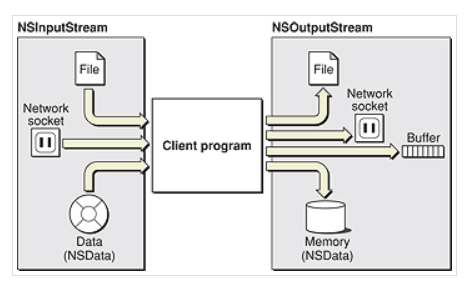 NSInputStream
File
Network
socket
Data
(NSData)
Client program
NSOutputStream
File
Network
socket
Buffer
Memory
(NSData)